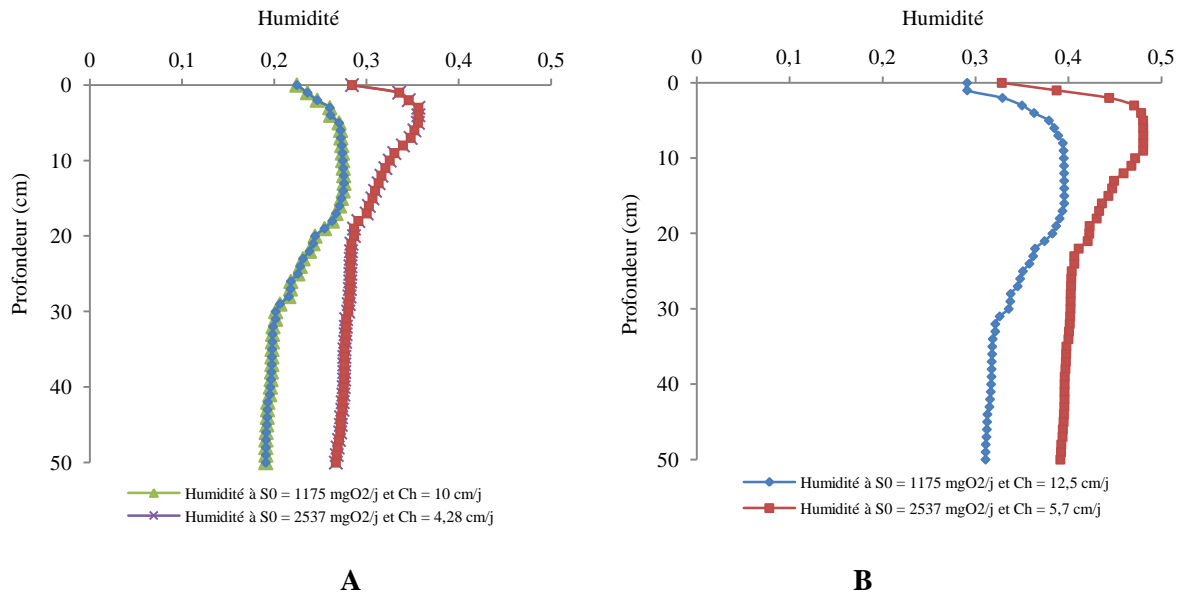 Humidité
0 0,1 0,2 0,3 0,4 0,5
0
10
20
30
40
50
Profondeur (cm)
Humidité à S0 = 1175 mgO2/j et Ch = 10 cm/j
Humidité à S0 = 2537 mgO2/j et Ch = 4,28 cm/j
A
Humidité
0 0,2 0,3 0,4 0,5
0
10
20
30
40
50
Profondeur (cm)
Humidité à S0 = 1175 mgO2/j et Ch = 12,5 cm/j
Humidité à S0 = 2537 mgO2/j et Ch = 5,7 cm/j
B